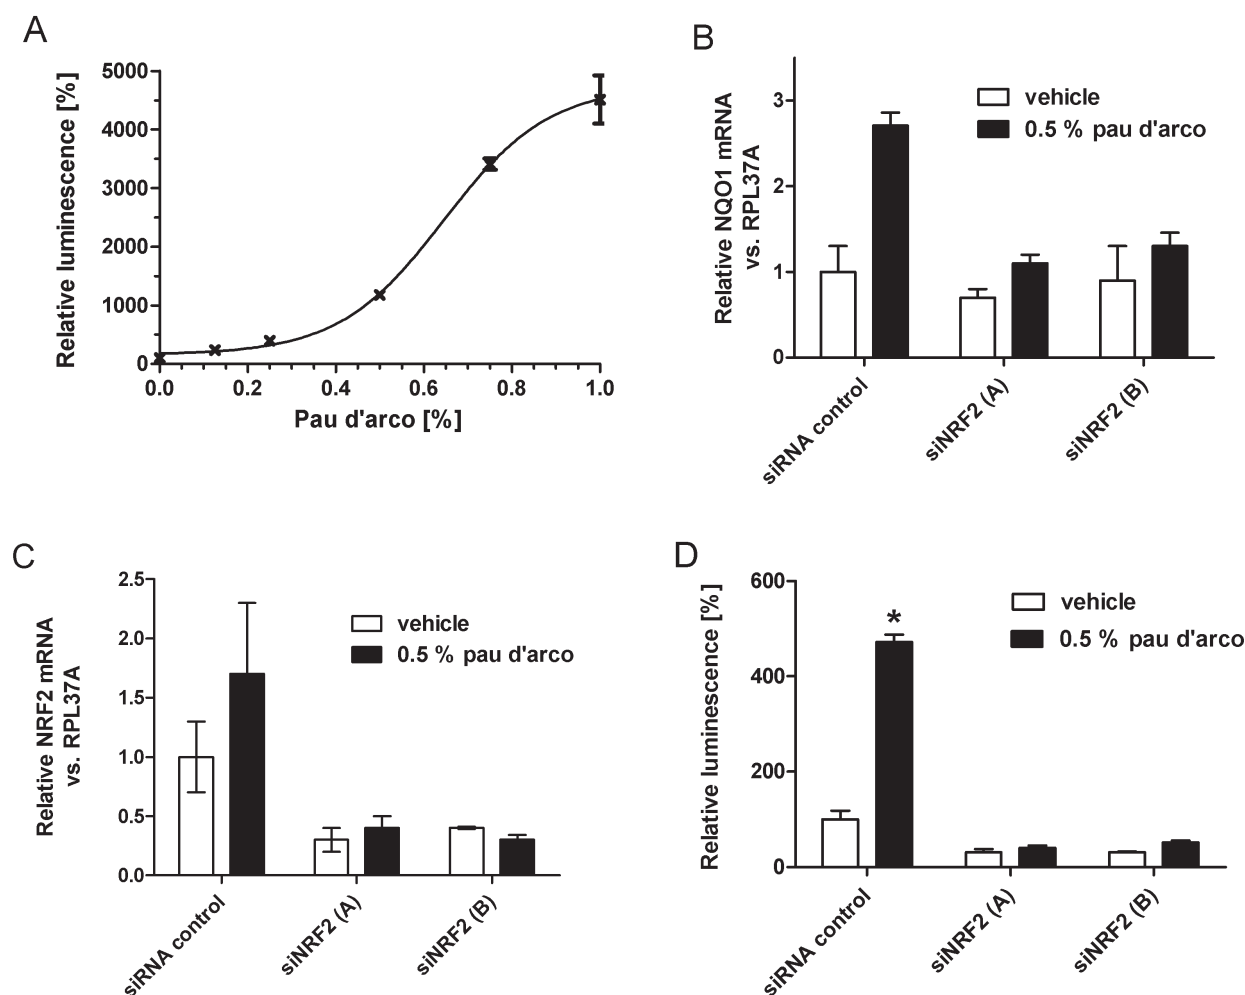 A
Relative luminescence [%]
5000
4000
3000
2000
1000
0
0.0 0.2 0.4 0.6 0.8 1.0
Pau d'arco [%]
B
Relative NQO1 mRNA
vs. RPL37A
3
2
1
0
vehicle
0.5 % pau d'arco
siRNA control
siNRF2 (A)
siNRF2 (B)
C
Relative NRF2 mRNA
vs. RPL37A
2.5
2.0
1.5
1.0
0.5
0.0
vehicle
0.5 % pau d'arco
siRNA control
siNRF2 (A)
siNRF2 (B)
D
Relative luminescence [%]
600
400
200
0
*
vehicle
0.5 % pau d'arco
siRNA control
siNRF2 (A)
siNRF2 (B)